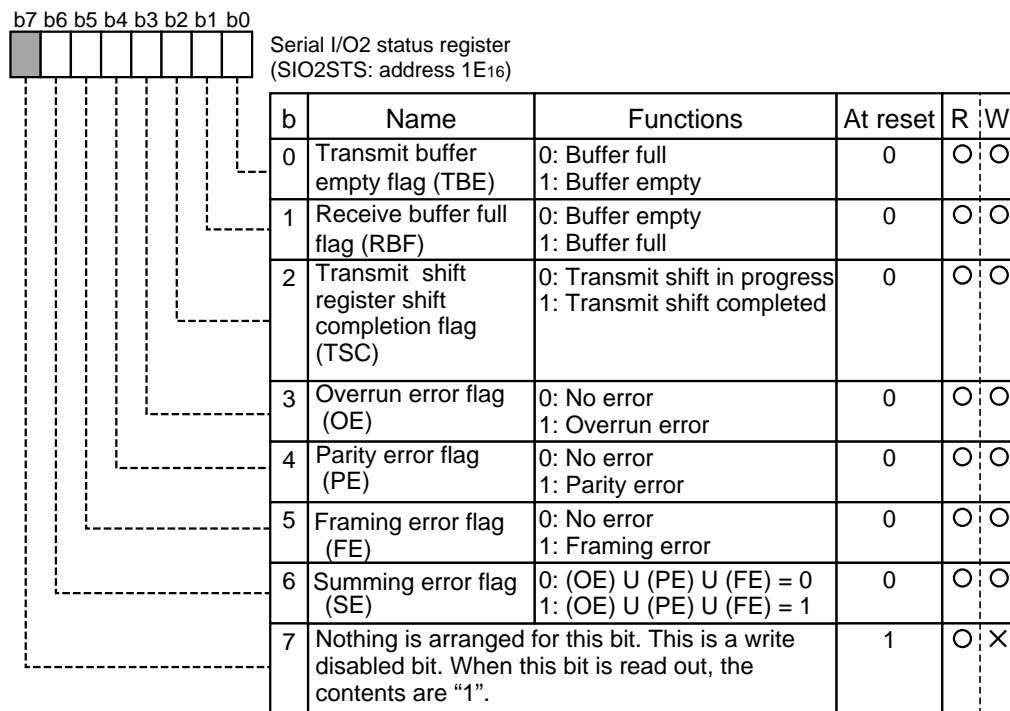 b7 b6 b5 b4 b3 b2 b1 b0
Serial I/O2 status register
(SIO2STS: address 1E16)
b Name Functions At reset R W
0 Transmit buffer 0: Buffer full 0 O O
empty flag (TBE) 1: Buffer empty
1 Receive buffer full 0: Buffer empty 0 O O
flag (RBF) 1: Buffer full
2 Transmit shift 0: Transmit shift in progress 0 O O
register shift 1: Transmit shift completed
completion flag
(TSC)
3 Overrun error flag 0: No error 0 O O
(OE) 1: Overrun error
4 Parity error flag 0: No error 0 O O
(PE) 1: Parity error
5 Framing error flag 0: No error 0 O O
(FE) 1: Framing error
6 Summing error flag 0: (OE) U (PE) U (FE) = 0 0 O O
(SE) 1: (OE) U (PE) U (FE) = 1
7 Nothing is arranged for this bit. This is a write 1 O ×
disabled bit. When this bit is read out, the
contents are “1”.